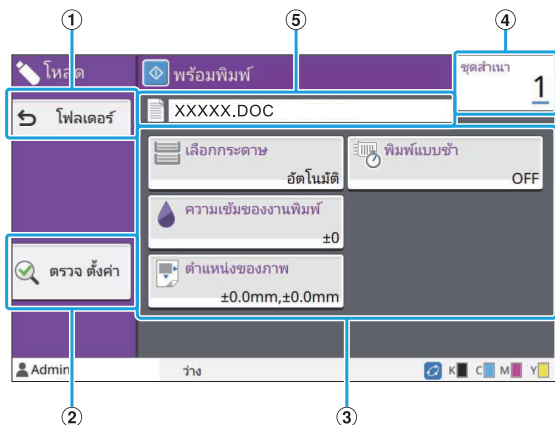 ① ⑤ ④
โหลด
พร้อมพิมพ์
ชุดสำเนา
1
โฟลเดอร์
XXXXX.DOC
เลือกกระดาษ
อัตโนมัติ
พิมพ์แบบช้า
OFF
ความเข้มของงานพิมพ์
±0
ตรวจ ตั้งค่า
ตำแหน่งของภาพ
±0.0mm,±0.0mm
Admin
ว่าง
K C M Y
② ③